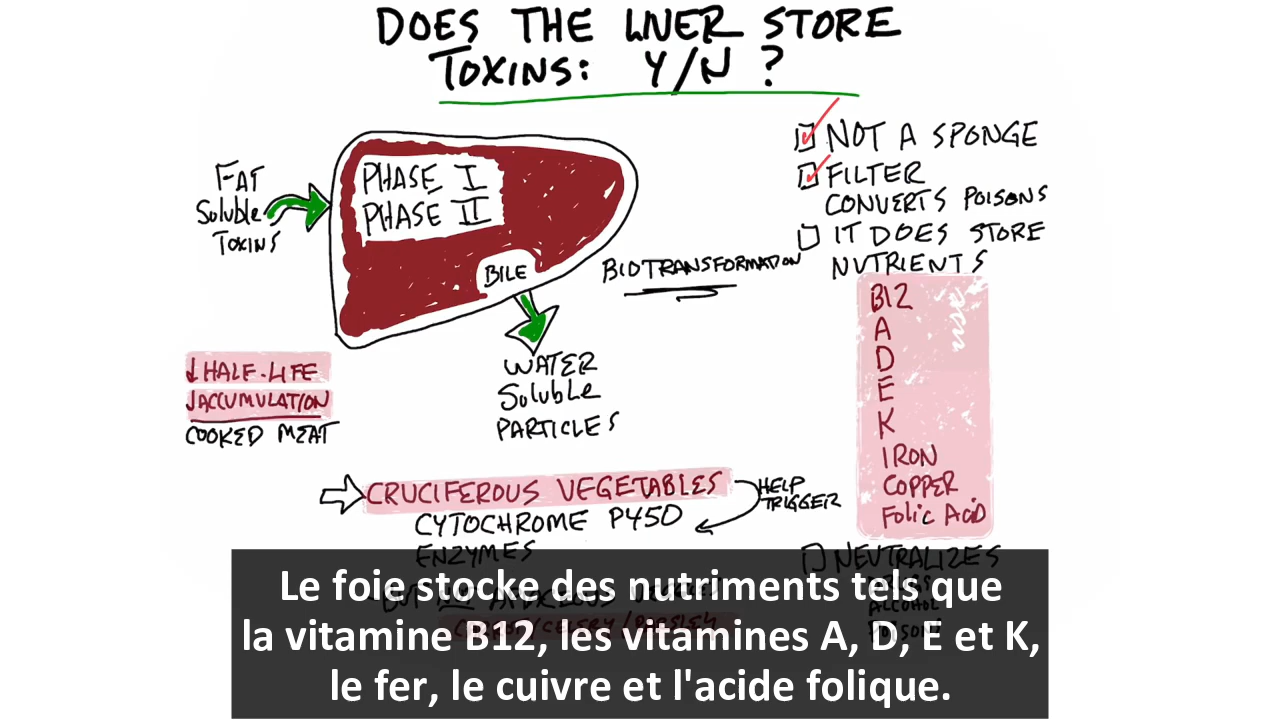 DOES THE LIVER STORE
TOXINS: Y/N ?
FAT
SOLUBLE
TOXINS
PHASE I
PHASE II
BILE
BIOTRANSFORMATION
WATER
SOLUBLE
PARTICLES
↓HALF-LIFE
↓ACCUMULATION
COOKED MEAT
NOT A SPONGE
FILTER
CONVERTS POISONS
IT DOES STORE
NUTRIENTS
B12
A
D
E
K
IRON
COPPER
FOLIC ACID
CRUCIFEROUS VEGETABLES
HELP
TRIGGER
CYTOCHROME P450
ENZYMES
NEUTRALIZES
ALCOHOL
Le foie stocke des nutriments tels que
la vitamine B12, les vitamines A, D, E et K,
le fer, le cuivre et l'acide folique.